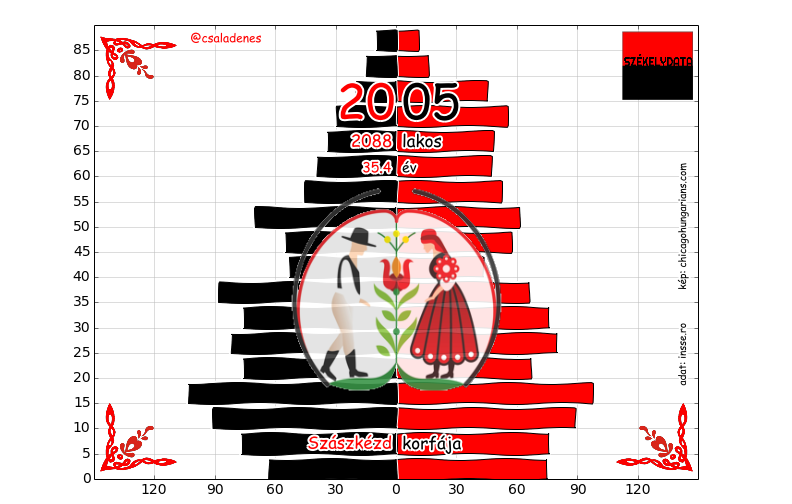 @csaladenes
SZÉKELYDATA
2005
2088 lakos
35.4 év
kép: chicagohungarians.com
adat: insse.ro
Szászkézd korfája
85
80
75
70
65
60
55
50
45
40
35
30
25
20
15
10
5
0
120 90 60 30 0 30 60 90 120